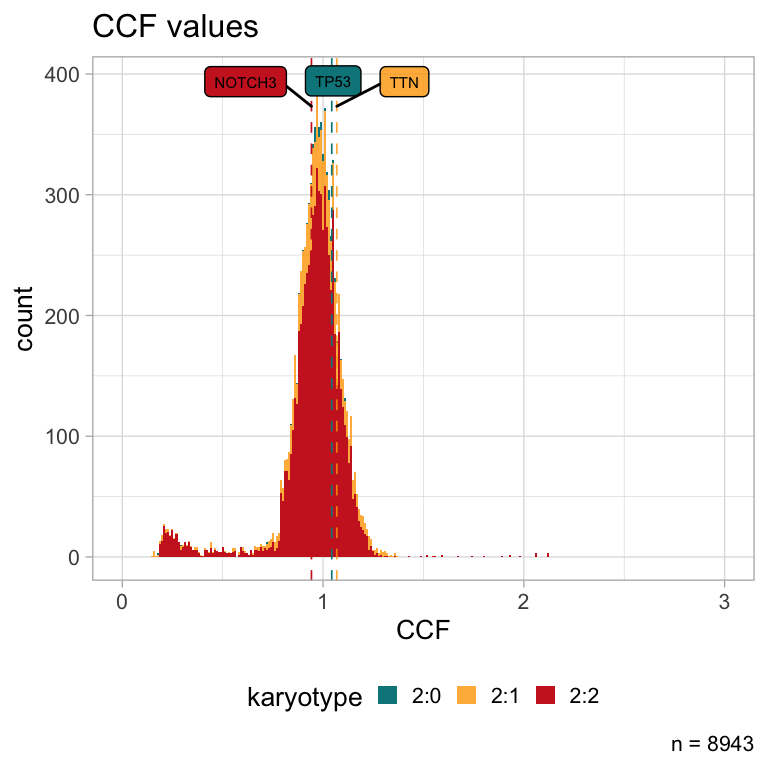 CCF values
NOTCH3 TP53 TTN
400
300
200
100
0
count
0 1 2 3
CCF
karyotype 2:0 2:1 2:2
n = 8943